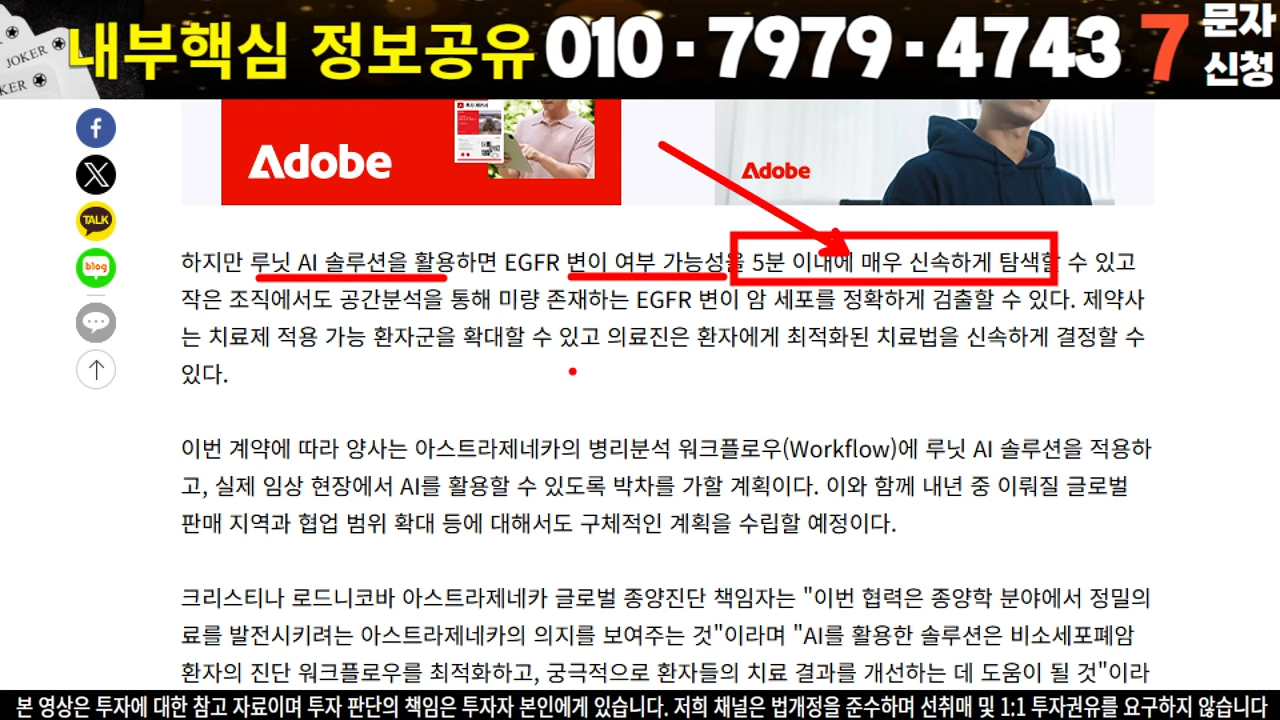 JOKER
KER
내부핵심 정보공유 010·7979·4743 7 문자
신청
Adobe
Adobe
TALK
blog
하지만 루닛 AI 솔루션을 활용하면 EGFR 변이 여부 가능성을 5분 이내에 매우 신속하게 탐색할 수 있고
작은 조직에서도 공간분석을 통해 미량 존재하는 EGFR 변이 암 세포를 정확하게 검출할 수 있다. 제약사
는 치료제 적용 가능 환자군을 확대할 수 있고 의료진은 환자에게 최적화된 치료법을 신속하게 결정할 수
있다.
이번 계약에 따라 양사는 아스트라제네카의 병리분석 워크플로우(Workflow)에 루닛 AI 솔루션을 적용하
고, 실제 임상 현장에서 AI를 활용할 수 있도록 박차를 가할 계획이다. 이와 함께 내년 중 이뤄질 글로벌
판매 지역과 협업 범위 확대 등에 대해서도 구체적인 계획을 수립할 예정이다.
크리스티나 로드니코바 아스트라제네카 글로벌 종양진단 책임자는 "이번 협력은 종양학 분야에서 정밀의
료를 발전시키려는 아스트라제네카의 의지를 보여주는 것"이라며 "AI를 활용한 솔루션은 비소세포폐암
환자의 진단 워크플로우를 최적화하고, 궁극적으로 환자들의 치료 결과를 개선하는 데 도움이 될 것"이라
본 영상은 투자에 대한 참고 자료이며 투자 판단의 책임은 투자자 본인에게 있습니다. 저희 채널은 법개정을 준수하며 선취매 및 1:1 투자권유를 요구하지 않습니다